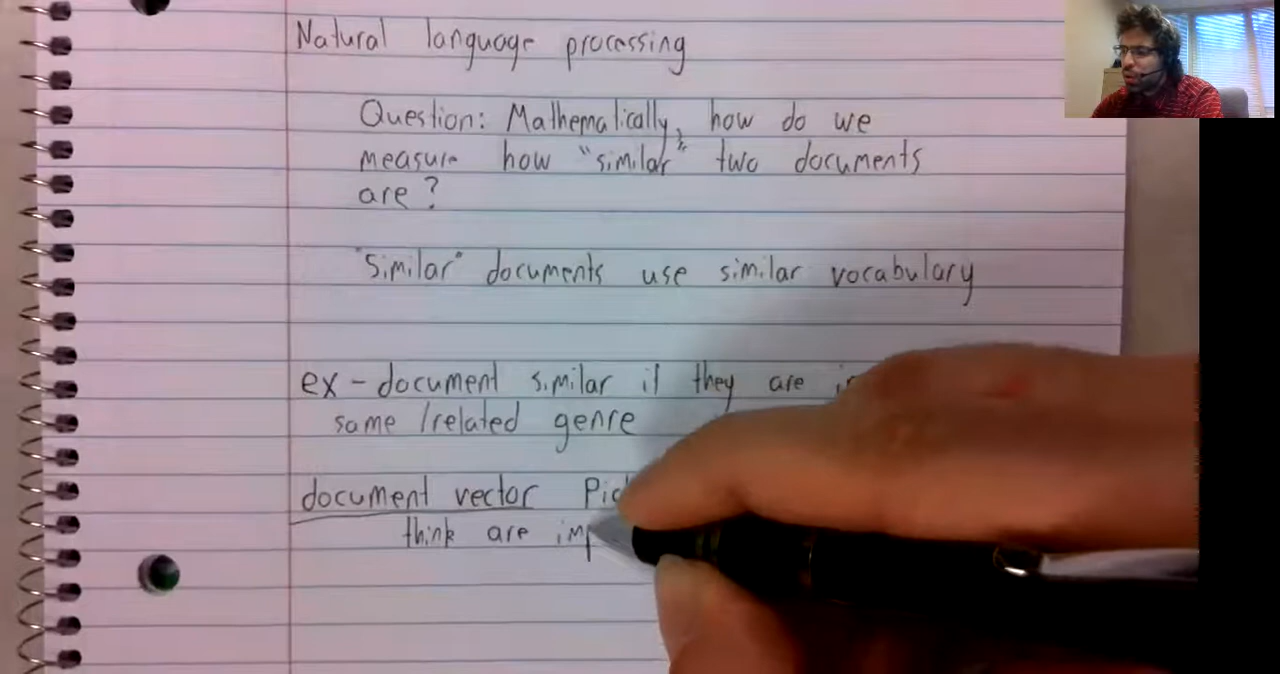 Natural language processing
Question: Mathematically, how do we
measure how "similar" two documents
are?
"Similar" documents use similar vocabulary
ex - document similar if they are
same /related genre
document vector
think are